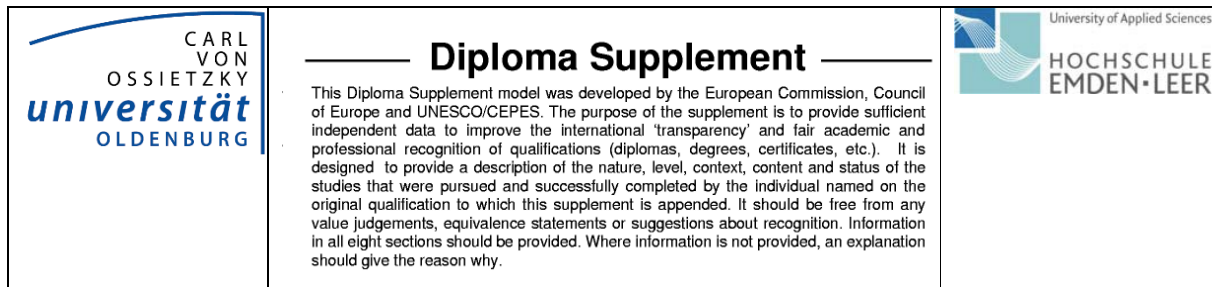 CARL
VON
OSSIETZKY
universität
OLDENBURG
Diploma Supplement
This Diploma Supplement model was developed by the European Commission, Council
of Europe and UNESCO/CEPES. The purpose of the supplement is to provide sufficient
independent data to improve the international ‘transparency’ and fair academic and
professional recognition of qualifications (diplomas, degrees, certificates, etc.). It is
designed to provide a description of the nature, level, context, content and status of the
studies that were pursued and successfully completed by the individual named on the
original qualification to which this supplement is appended. It should be free from any
value judgements, equivalence statements or suggestions about recognition. Information
in all eight sections should be provided. Where information is not provided, an explanation
should give the reason why.
University of Applied Sciences
HOCHSCHULE
EMDEN•LEER